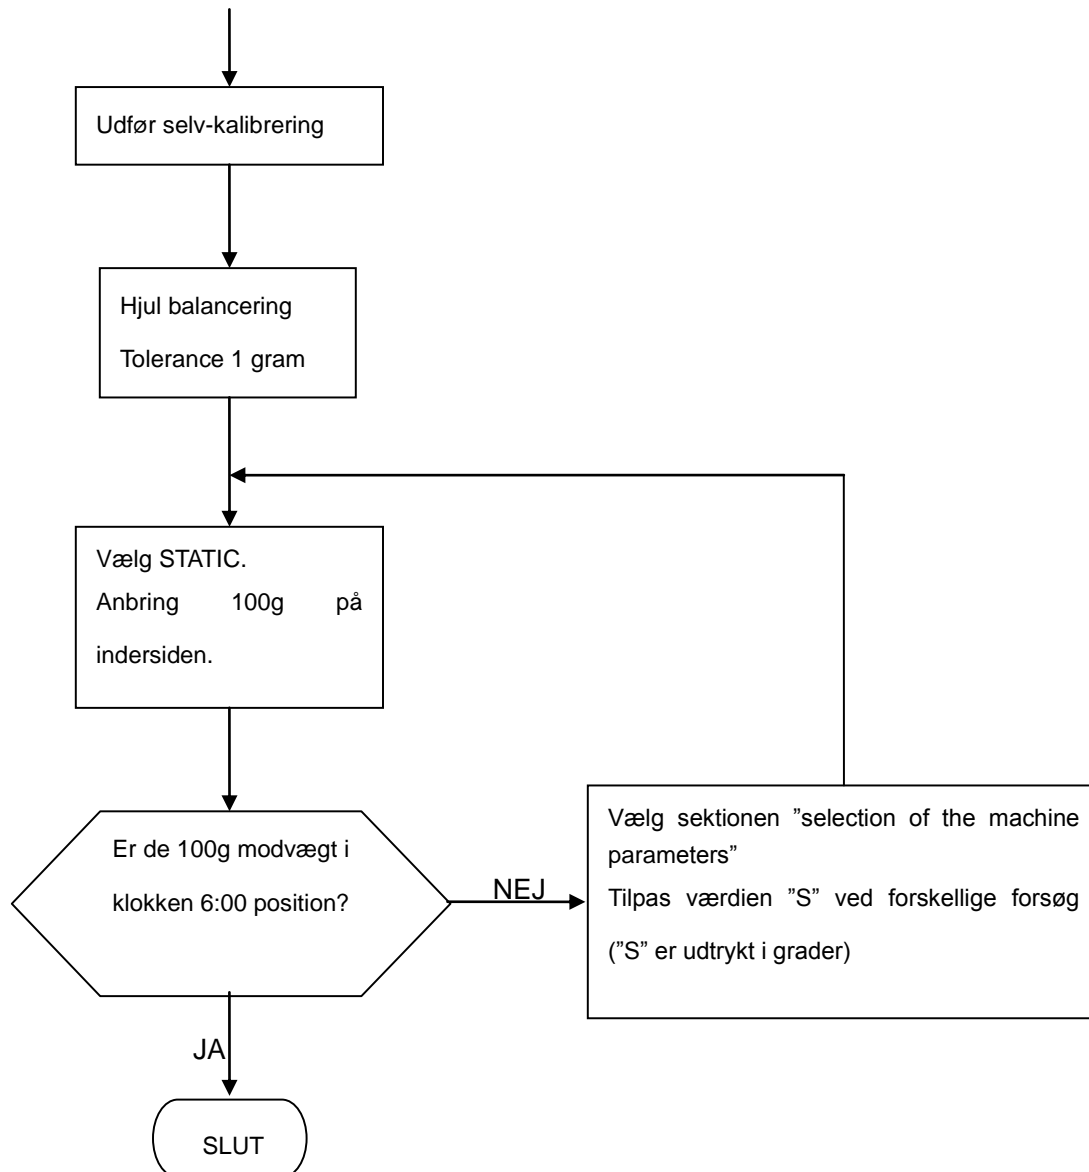 Udfør selv-kalibrering
Hjul balancering
Tolerance 1 gram
Vælg STATIC.
Anbring 100g på
indersiden.
Er de 100g modvægt i
klokken 6:00 position?
NEJ
Vælg sektionen ”selection of the machine
parameters”
Tilpas værdien ”S” ved forskellige forsøg
(”S” er udtrykt i grader)
JA
SLUT